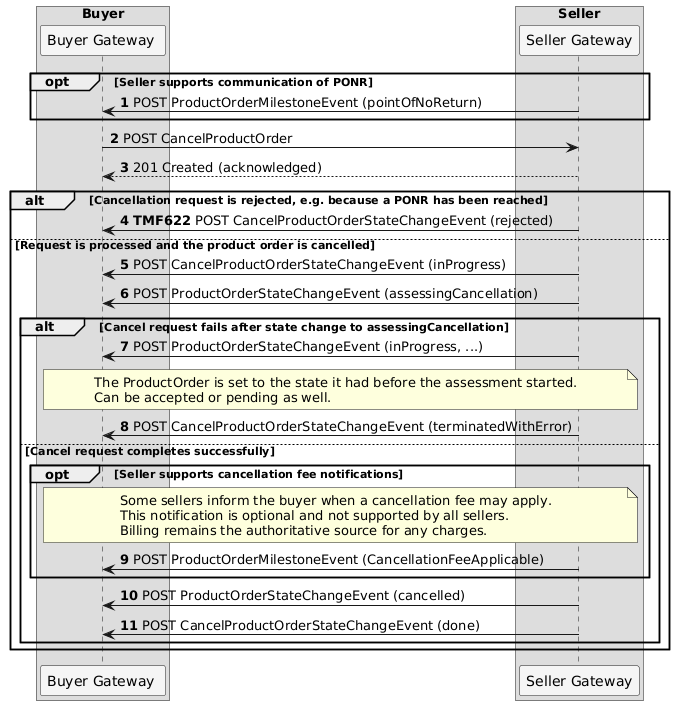 Buyer
Seller
Buyer Gateway
Seller Gateway
opt
[Seller supports communication of PONR]
1 POST ProductOrderMilestoneEvent (pointOfNoReturn)
2 POST CancelProductOrder
3 201 Created (acknowledged)
alt
[Cancellation request is rejected, e.g. because a PONR has been reached]
4 TMF622 POST CancelProductOrderStateChangeEvent (rejected)
[Request is processed and the product order is cancelled]
5 POST CancelProductOrderStateChangeEvent (inProgress)
6 POST ProductOrderStateChangeEvent (assessingCancellation)
alt
[Cancel request fails after state change to assessingCancellation]
7 POST ProductOrderStateChangeEvent (inProgress, ...)
The ProductOrder is set to the state it had before the assessment started.
Can be accepted or pending as well.
8 POST CancelProductOrderStateChangeEvent (terminatedWithError)
[Cancel request completes successfully]
opt
[Seller supports cancellation fee notifications]
Some sellers inform the buyer when a cancellation fee may apply.
This notification is optional and not supported by all sellers.
Billing remains the authoritative source for any charges.
9 POST ProductOrderMilestoneEvent (CancellationFeeApplicable)
10 POST ProductOrderStateChangeEvent (cancelled)
11 POST CancelProductOrderStateChangeEvent (done)
Buyer Gateway
Seller Gateway